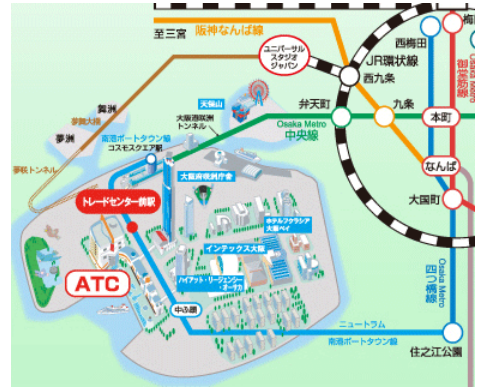 至三宮
阪神なんば線
西梅田
ユニバーサル
スタジオ
ジャパン
JR環状線
西九条
御堂筋線
天保山
大阪港咲洲
トンネル
弁天町
Osaka Metro
中央線
九条
本町
舞洲
夢舞大橋
夢洲
南港ポートタウン線
コスモスクエア駅
なんば
夢咲トンネル
大阪府咲洲庁舎
トレードセンター前駅
大国町
ホテルフクラシア
大阪ベイ
インテックス大阪
ATC
ハイアット・リージェンシー
・オーサカ
中ふ頭
Osaka Metro
四つ橋線
ニュートラム
南港ポートタウン線
住之江公園